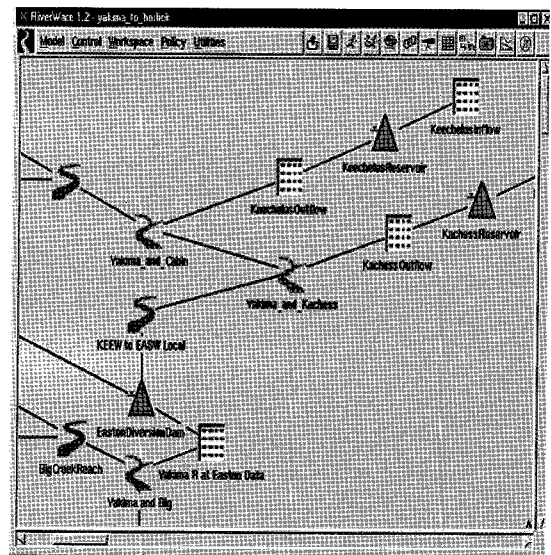 RiverWare 1.2 - yakima_to_bailick
Model Control Workspace Policy Utilities
KeechelusInflow
KeechelusReservoir
KeechelusOutflow
KachessReservoir
Yakima_and_Cabin
KachessOutflow
Yakima_and_Kachess
KEEW to EASW Local
EastonDiversionDam
BigCreekReach
Yakima R at Easton Data
Yakima and Big